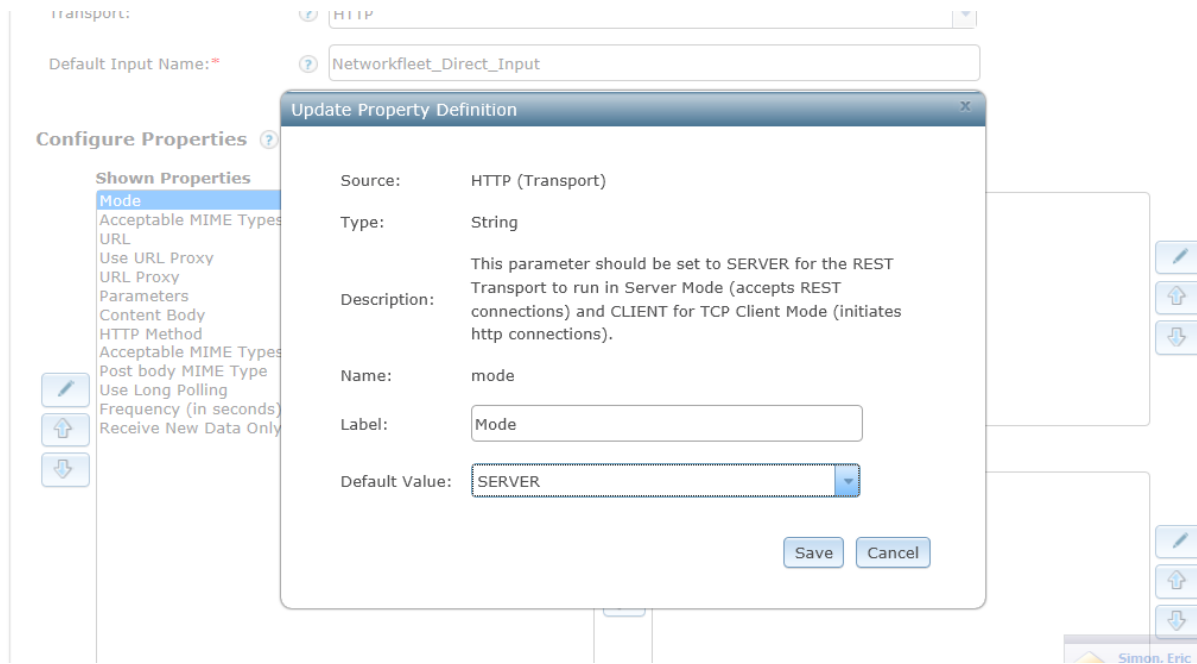 Transport:
HTTP
Default Input Name:*
Networkfleet_Direct_Input
Update Property Definition
x
Configure Properties
Shown Properties
Mode
Acceptable MIME Types
URL
Use URL Proxy
URL Proxy
Parameters
Content Body
HTTP Method
Acceptable MIME Types
Post body MIME Type
Use Long Polling
Frequency (in seconds)
Receive New Data Only
Source: HTTP (Transport)
Type: String
Description:
This parameter should be set to SERVER for the REST
Transport to run in Server Mode (accepts REST
connections) and CLIENT for TCP Client Mode (initiates
http connections).
Name: mode
Label: Mode
Default Value: SERVER
Save Cancel
Simon, Eric